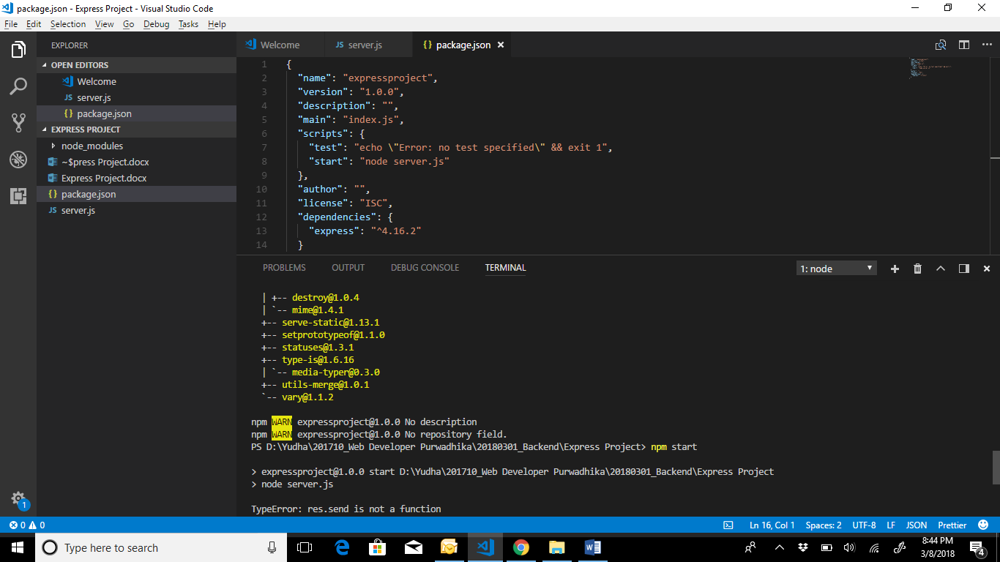 package.json - Express Project - Visual Studio Code
File Edit Selection View Go Debug Tasks Help
EXPLORER
OPEN EDITORS
Welcome
JS server.js
{} package.json
EXPRESS PROJECT
node_modules
~$press Project.docx
Express Project.docx
{} package.json
JS server.js
1
Welcome JS server.js {} package.json
1 {
2 "name": "expressproject",
3 "version": "1.0.0",
4 "description": "",
5 "main": "index.js",
6 "scripts": {
7 "test": "echo \"Error: no test specified\" && exit 1",
8 "start": "node server.js"
9 },
10 "author": "",
11 "license": "ISC",
12 "dependencies": {
13 "express": "^4.16.2"
14 }
PROBLEMS OUTPUT DEBUG CONSOLE TERMINAL 1: node
| +-- destroy@1.0.4
| `-- mime@1.4.1
+-- serve-static@1.13.1
+-- setprototypeof@1.1.0
+-- statuses@1.3.1
+-- type-is@1.6.16
| `-- media-typer@0.3.0
+-- utils-merge@1.0.1
`-- vary@1.1.2
npm WARN expressproject@1.0.0 No description
npm WARN expressproject@1.0.0 No repository field.
PS D:\Yudha\201710_Web Developer Purwadhika\20180301_Backend\Express Project> npm start
> expressproject@1.0.0 start D:\Yudha\201710_Web Developer Purwadhika\20180301_Backend\Express Project
> node server.js
TypeError: res.send is not a function
0 0 Ln 16, Col 1 Spaces: 2 UTF-8 LF JSON Prettier
Type here to search
8:44 PM
3/8/2018
4